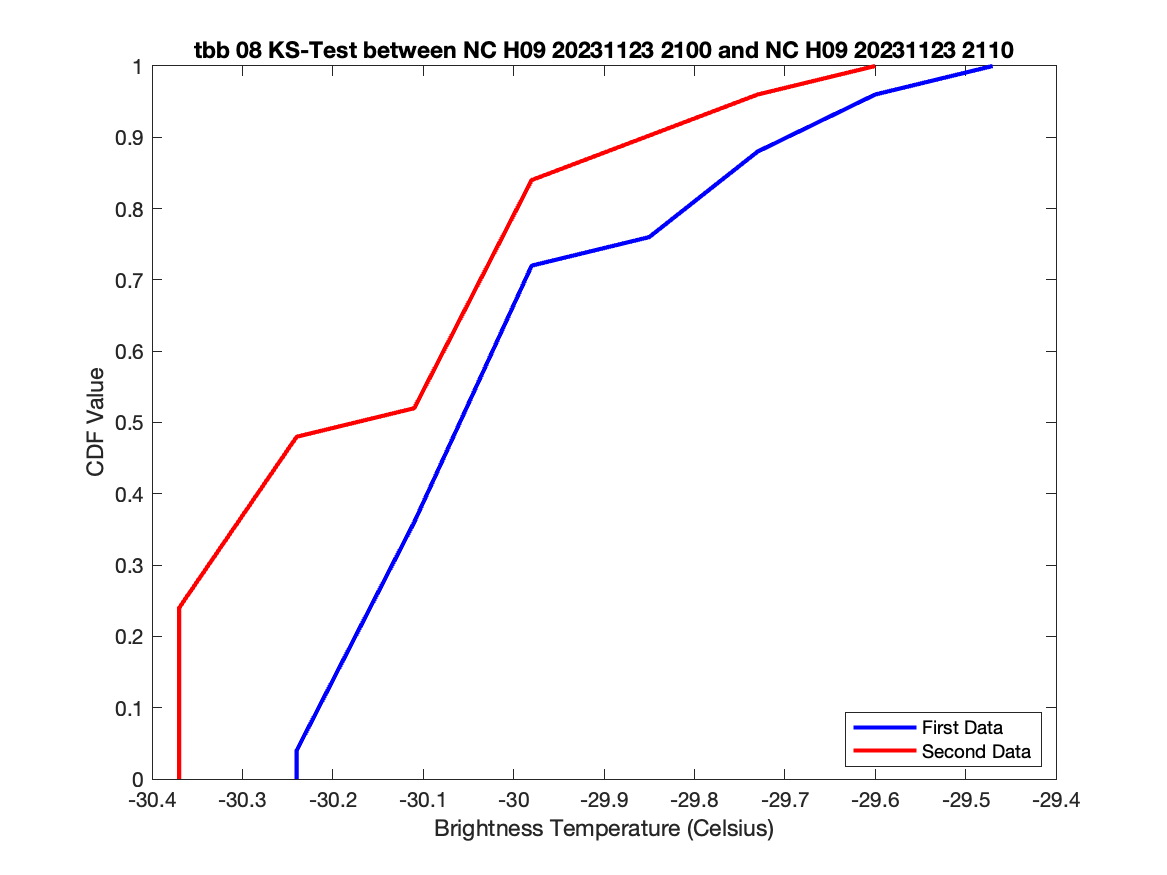 tbb 08 KS-Test between NC H09 20231123 2100 and NC H09 20231123 2110
1
0.9
0.8
0.7
0.6
0.5
0.4
0.3
0.2
0.1
0
CDF Value
First Data
Second Data
-30.4 -30.3 -30.2 -30.1 -30 -29.9 -29.8 -29.7 -29.6 -29.5 -29.4
Brightness Temperature (Celsius)